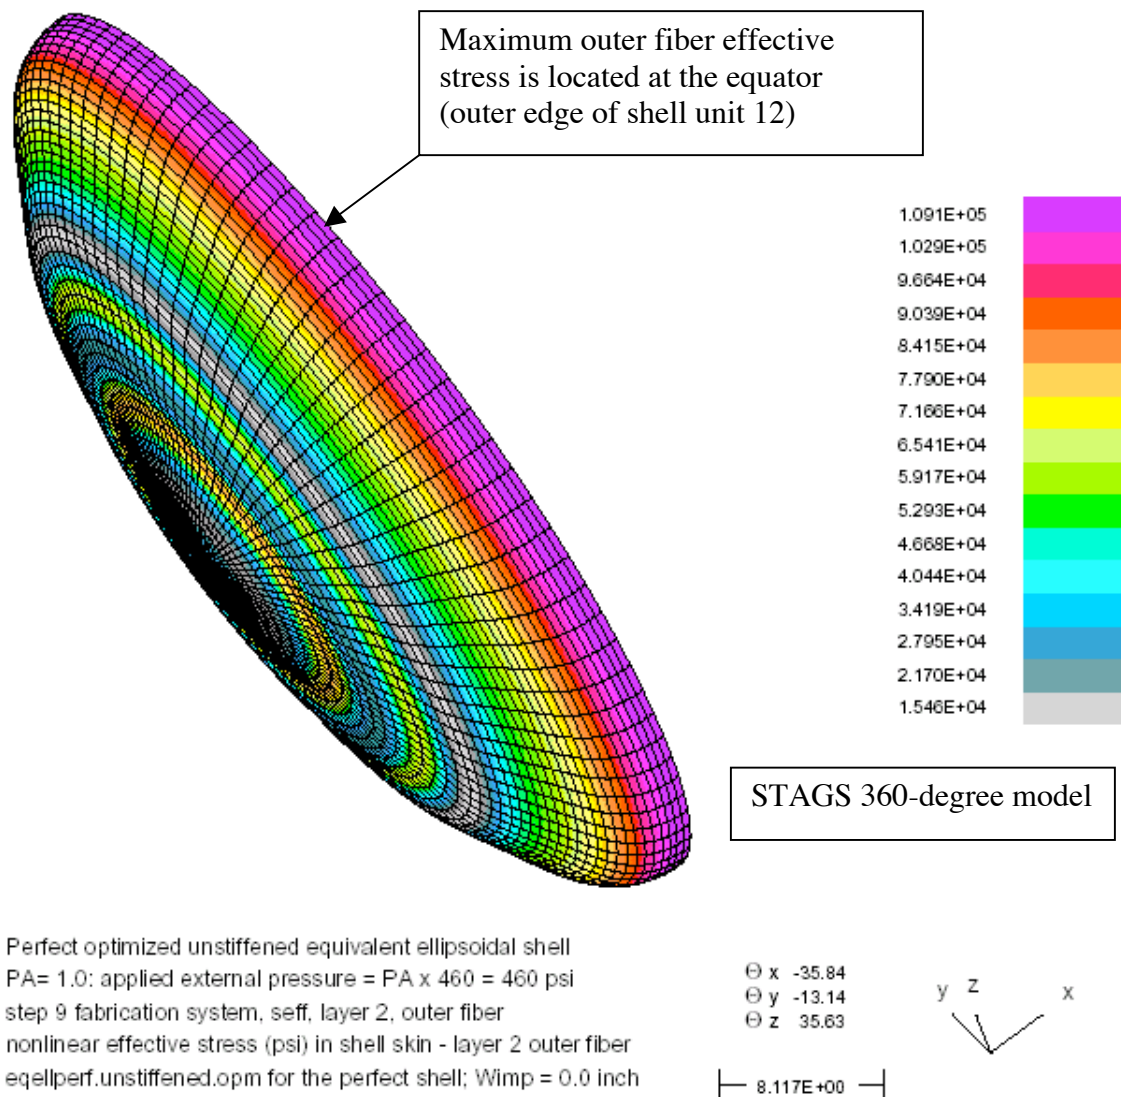 Maximum outer fiber effective
stress is located at the equator
(outer edge of shell unit 12)
1.091E+05
1.029E+05
9.664E+04
9.039E+04
8.415E+04
7.790E+04
7.166E+04
6.541E+04
5.917E+04
5.293E+04
4.668E+04
4.044E+04
3.419E+04
2.795E+04
2.170E+04
1.546E+04
STAGS 360-degree model
Perfect optimized unstiffened equivalent ellipsoidal shell
PA= 1.0: applied external pressure = PA x 460 = 460 psi
step 9 fabrication system, seff, layer 2, outer fiber
nonlinear effective stress (psi) in shell skin - layer 2 outer fiber
eqellperf.unstiffened.opm for the perfect shell; Wimp = 0.0 inch
Θ x -35.84
Θ y -13.14
Θ z 35.63
y z x
8.117E+00